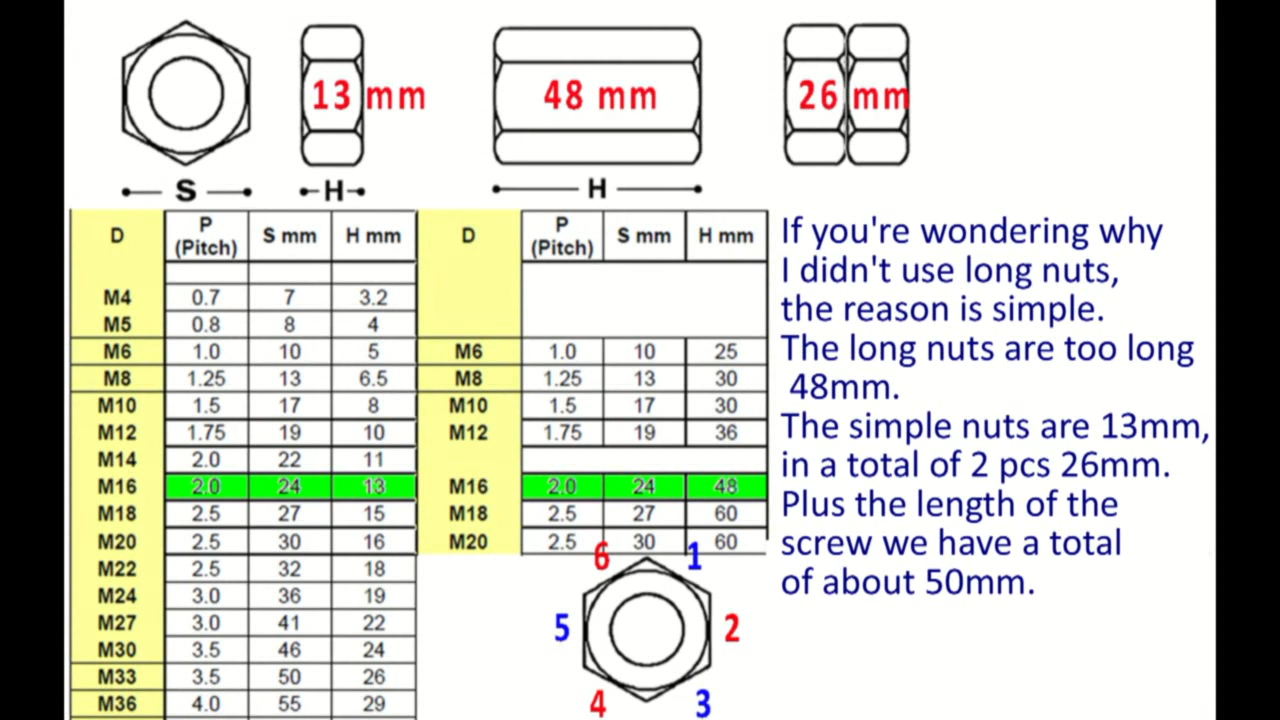 13 mm
48 mm
26 mm
S
H
H
D P (Pitch) S mm H mm
M4 0.7 7 3.2
M5 0.8 8 4
M6 1.0 10 5
M8 1.25 13 6.5
M10 1.5 17 8
M12 1.75 19 10
M14 2.0 22 11
M16 2.0 24 13
M18 2.5 27 15
M20 2.5 30 16
M22 2.5 32 18
M24 3.0 36 19
M27 3.0 41 22
M30 3.5 46 24
M33 3.5 50 26
M36 4.0 55 29
D P (Pitch) S mm H mm
M6 1.0 10 25
M8 1.25 13 30
M10 1.5 17 30
M12 1.75 19 36
M16 2.0 24 48
M18 2.5 27 60
M20 2.5 30 60
If you're wondering why
I didn't use long nuts,
the reason is simple.
The long nuts are too long
48mm.
The simple nuts are 13mm,
in a total of 2 pcs 26mm.
Plus the length of the
screw we have a total
of about 50mm.
6 1
5 2
4 3